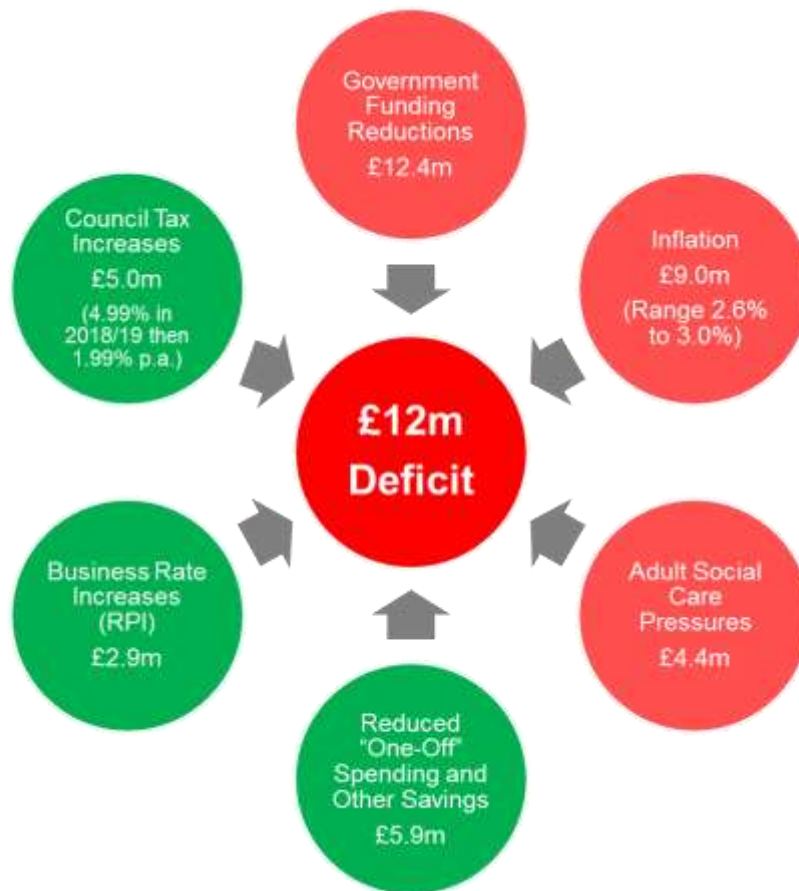 Government
Funding
Reductions
£12.4m
Council Tax
Increases
£5.0m
(4.99% in
2018/19 then
1.99% p.a.)
Inflation
£9.0m
(Range 2.6%
to 3.0%)
£12m
Deficit
Business Rate
Increases
(RPI)
£2.9m
Adult Social
Care
Pressures
£4.4m
Reduced
"One-Off"
Spending and
Other Savings
£5.9m